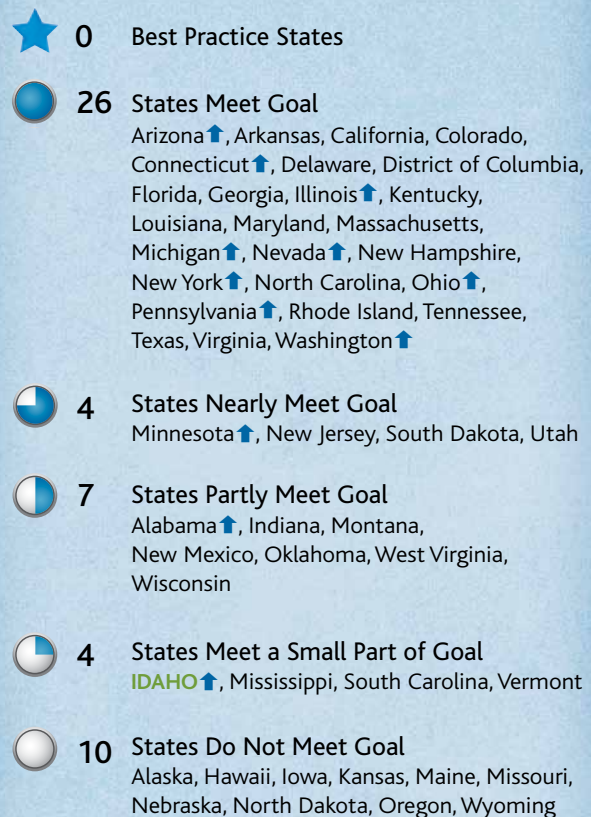 0 Best Practice States
26 States Meet Goal
Arizona⬆, Arkansas, California, Colorado,
Connecticut⬆, Delaware, District of Columbia,
Florida, Georgia, Illinois⬆, Kentucky,
Louisiana, Maryland, Massachusetts,
Michigan⬆, Nevada⬆, New Hampshire,
New York⬆, North Carolina, Ohio⬆,
Pennsylvania⬆, Rhode Island, Tennessee,
Texas, Virginia, Washington⬆
4 States Nearly Meet Goal
Minnesota⬆, New Jersey, South Dakota, Utah
7 States Partly Meet Goal
Alabama⬆, Indiana, Montana,
New Mexico, Oklahoma, West Virginia,
Wisconsin
4 States Meet a Small Part of Goal
IDAHO⬆, Mississippi, South Carolina, Vermont
10 States Do Not Meet Goal
Alaska, Hawaii, Iowa, Kansas, Maine, Missouri,
Nebraska, North Dakota, Oregon, Wyoming